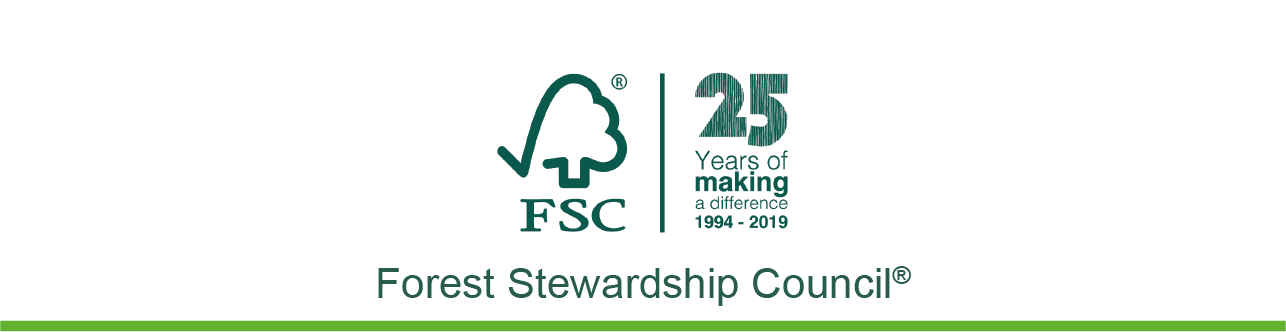 ®
FSC
25
Years of
making
a difference
1994 - 2019
Forest Stewardship Council®